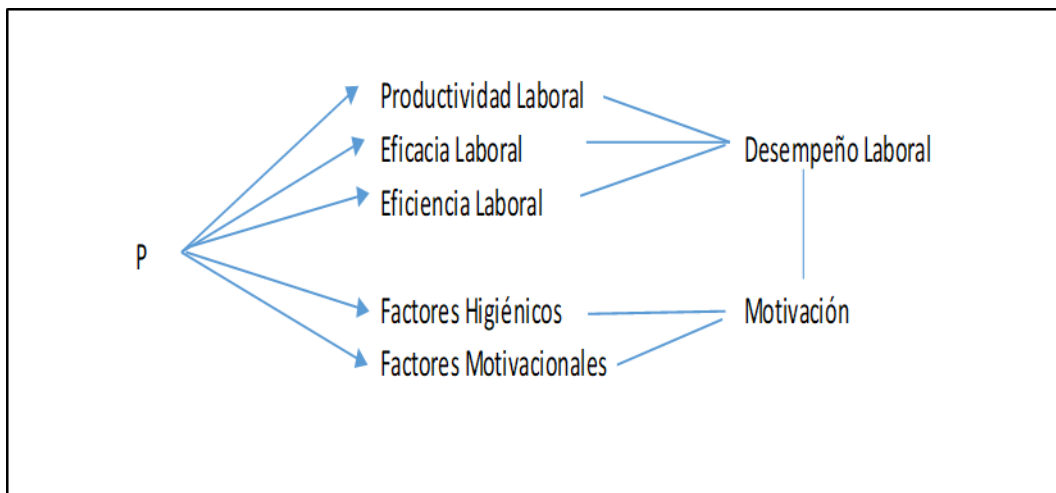 Productividad Laboral
Eficacia Laboral
Desempeño Laboral
Eficiencia Laboral
P
Factores Higiénicos
Motivación
Factores Motivacionales